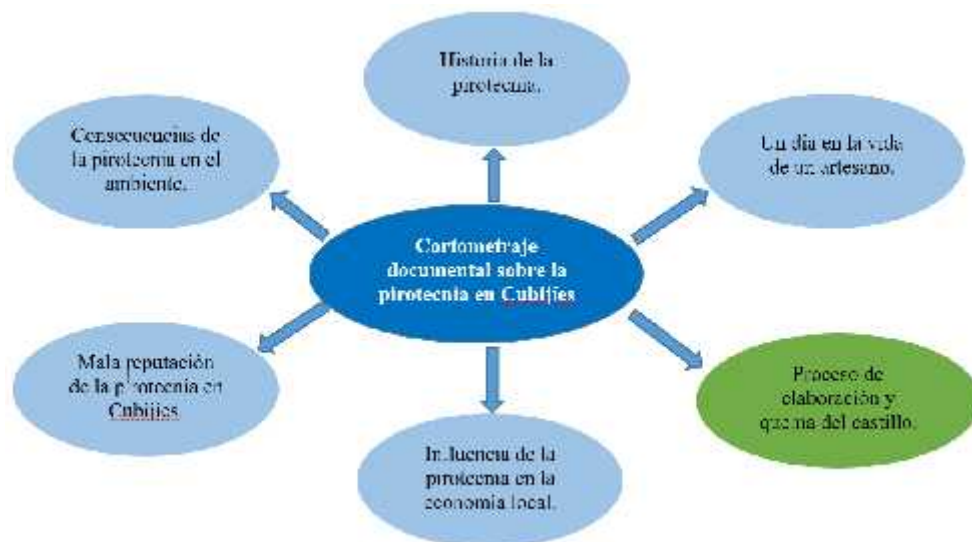 Historia de la
pirotecnia.
Consecuencias de
la pirotecnia en el
ambiente.
Un día en la vida
de un artesano.
Cortometraje
documental sobre la
pirotecnia en Cubijíes
Mala reputación
de la pirotecnia en
Cubijíes
Proceso de
elaboración y
quema del castillo.
Influencia de la
pirotecnia en la
economía local.